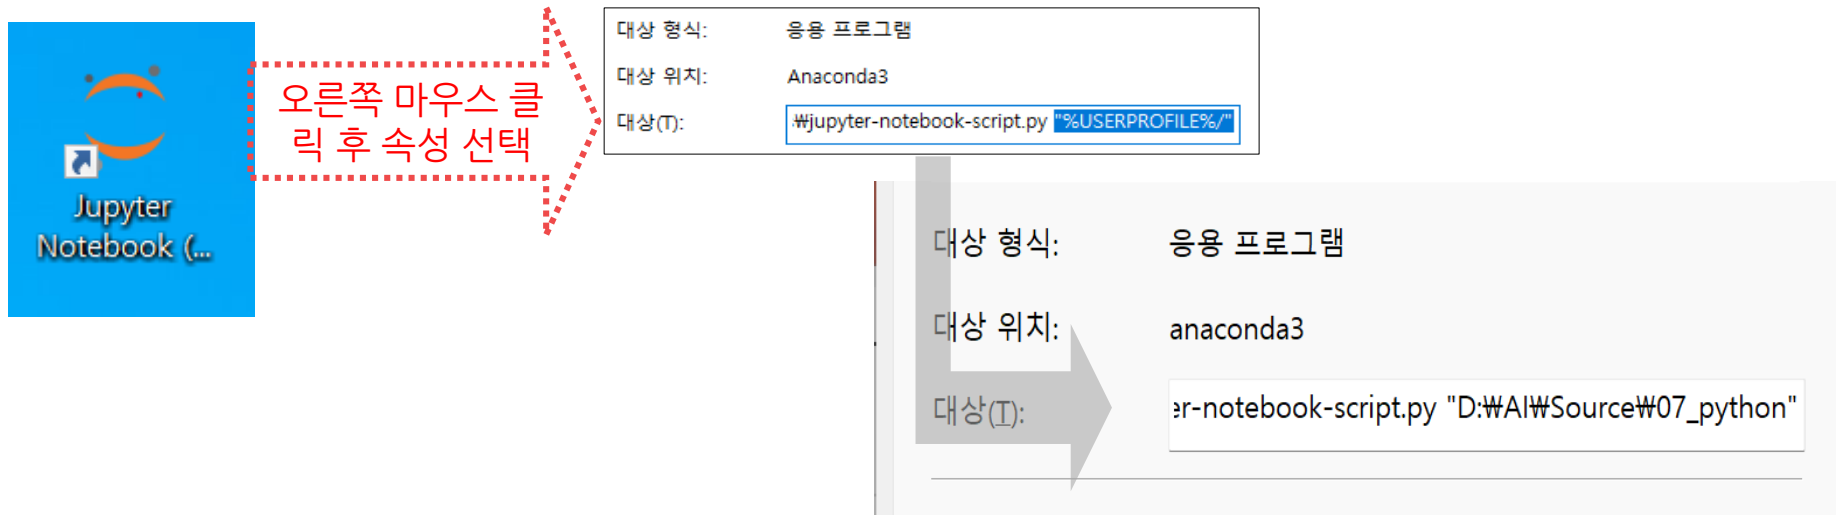 Jupyter
Notebook (...
오른쪽 마우스 클
릭 후 속성 선택
대상 형식: 응용 프로그램
대상 위치: Anaconda3
대상(T): ₩jupyter-notebook-script.py "%USERPROFILE%/"
대상 형식: 응용 프로그램
대상 위치: anaconda3
대상(T): er-notebook-script.py "D:₩AI₩Source₩07_python"